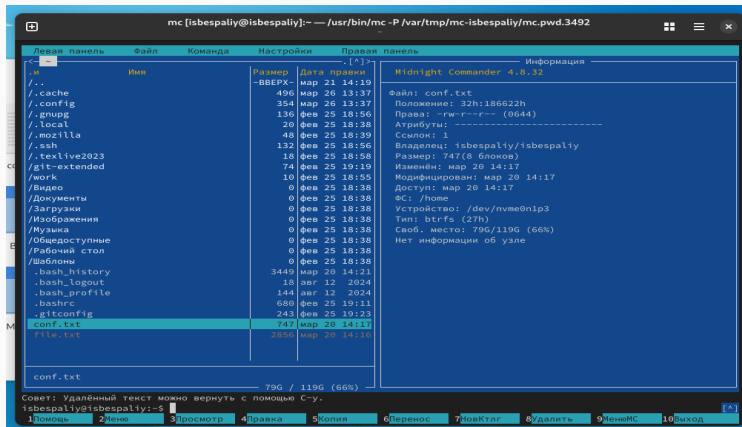 mc [isbespaliy@isbespaliy]:~ — /usr/bin/mc -P /var/tmp/mc-isbespaliy/mc.pwd.3492
~
Левая панель Файл Команда Настройки Правая панель
<— ~ .[^]>
.и Имя Размер Дата правки
/.. -ВВЕРХ- мар 21 14:19
/.cache 496 мар 26 13:37
/.config 354 мар 26 13:37
/.gnupg 136 фев 25 18:56
/.local 20 фев 25 18:38
/.mozilla 48 фев 25 18:39
/.ssh 132 фев 25 18:56
/.texlive2023 18 фев 25 18:58
/git-extended 74 фев 25 19:19
/work 10 фев 25 18:55
/Видео 0 фев 25 18:38
/Документы 0 фев 25 18:38
/Загрузки 0 фев 25 18:38
/Изображения 0 фев 25 18:38
/Музыка 0 фев 25 18:38
/Общедоступные 0 фев 25 18:38
/Рабочий стол 0 фев 25 18:38
/Шаблоны 0 фев 25 18:38
.bash_history 3449 мар 20 14:21
.bash_logout 18 авг 12 2024
.bash_profile 144 авг 12 2024
.bashrc 680 фев 25 19:11
.gitconfig 243 фев 25 19:23
conf.txt 747 мар 20 14:17
file.txt 2856 мар 20 14:16
conf.txt
79G / 119G (66%)
Информация
Midnight Commander 4.8.32
Файл: conf.txt
Положение: 32h:186622h
Права: -rw-r--r-- (0644)
Атрибуты: -------------------------
Ссылок: 1
Владелец: isbespaliy/isbespaliy
Размер: 747(8 блоков)
Изменён: мар 20 14:17
Модифицирован: мар 20 14:17
Доступ: мар 20 14:17
ФС: /home
Устройство: /dev/nvme0n1p3
Тип: btrfs (27h)
Своб. место: 79G/119G (66%)
Нет информации об узле
Совет: Удалённый текст можно вернуть с помощью C-y.
isbespaliy@isbespaliy:~$ [^]
1Помощь 2Меню 3Просмотр 4Правка 5Копия 6Перенос 7НовКтлг 8Удалить 9МенюMC 10Выход